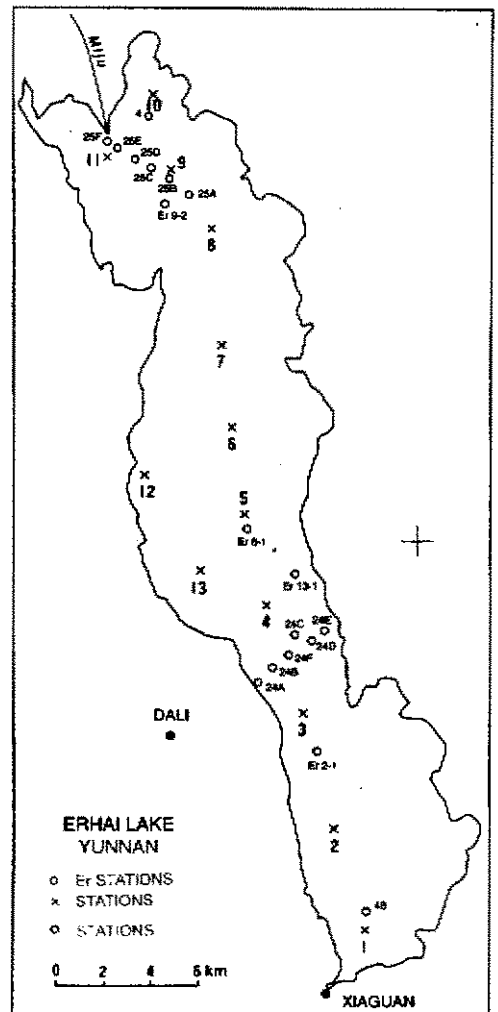 Miju
10
4
25F
25E
11
25D
9
25C
25B
25A
Er 9-2
8
7
6
12
5
Er 6-1
13
Er 13-1
4
24C
24E
24D
24F
24B
24A
3
DALI
Er 2-1
2
ERHAI LAKE
YUNNAN
o Er STATIONS
x STATIONS
o STATIONS
48
1
0 2 4 6 km
XIAGUAN